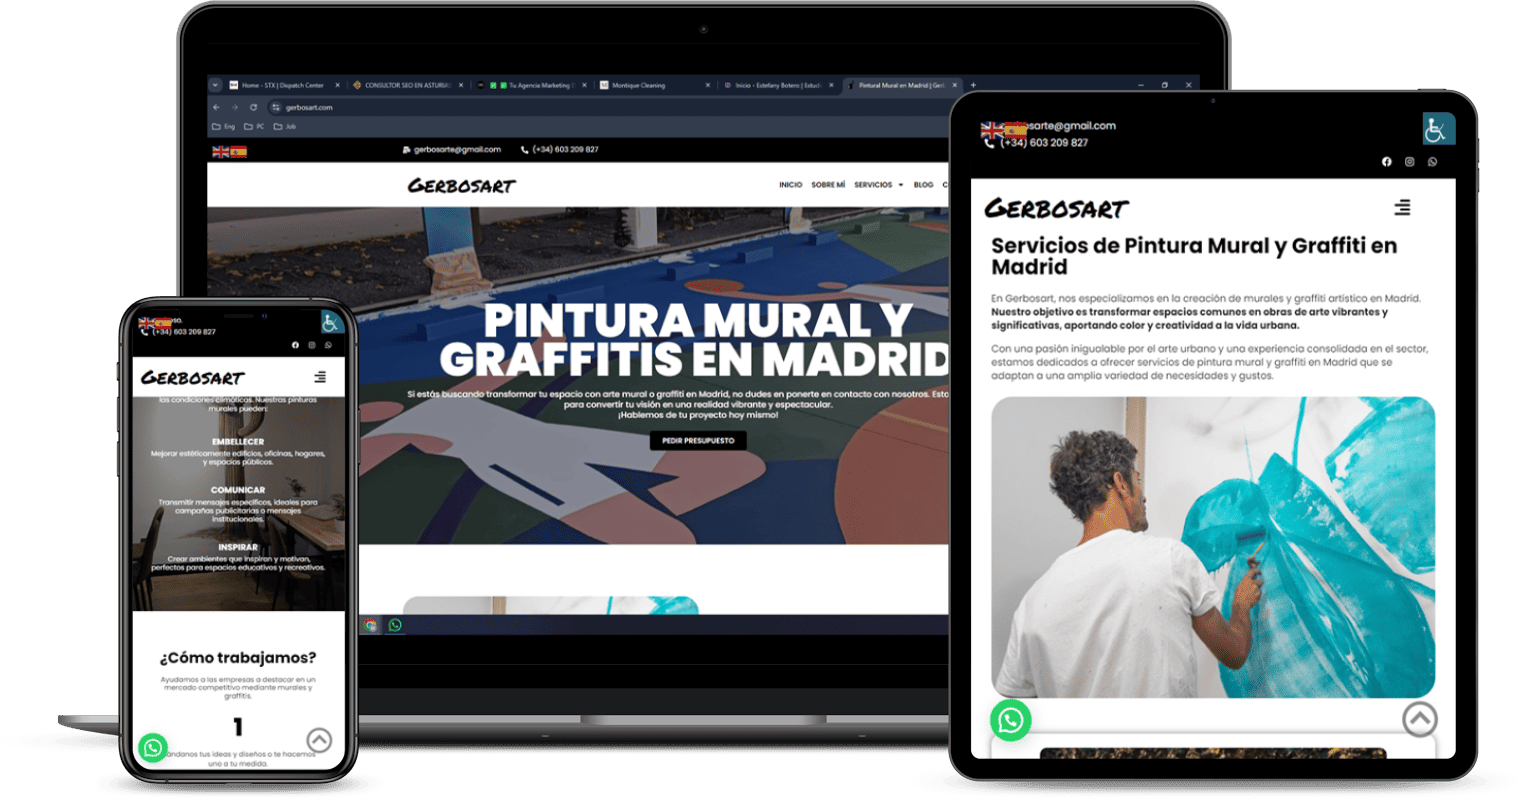 Home - STX | Dispatch Center
CONSULTOR SEO EN ASTURIAS
Tu Agencia Marketing
Montique Cleaning
Inicio - Estefany Botero | Estud
Pintural Mural en Madrid | Ger
gerbosart.com
Eng
PC
Job
gerbosarte@gmail.com
(+34) 603 209 827
GERBOSART
INICIO
SOBRE MÍ
SERVICIOS
BLOG
C
PINTURA MURAL Y
GRAFFITIS EN MADRID
Si estás buscando transformar tu espacio con arte mural o graffiti en Madrid, no dudes en ponerte en contacto con nosotros. Esta
para convertir tu visión en una realidad vibrante y espectacular.
¡Hablemos de tu proyecto hoy mismo!
PEDIR PRESUPUESTO
osarte@gmail.com
(+34) 603 209 827
GERBOSART
Servicios de Pintura Mural y Graffiti en
Madrid
En Gerbosart, nos especializamos en la creación de murales y graffiti artístico en Madrid.
Nuestro objetivo es transformar espacios comunes en obras de arte vibrantes y
significativas, aportando color y creatividad a la vida urbana.
Con una pasión inigualable por el arte urbano y una experiencia consolidada en el sector,
estamos dedicados a ofrecer servicios de pintura mural y graffiti en Madrid que se
adaptan a una amplia variedad de necesidades y gustos.
(+34) 603 209 827
GERBOSART
las condiciones climáticas. Nuestras pinturas
murales pueden:
EMBELLECER
Mejorar estéticamente edificios, oficinas, hogares,
y espacios públicos.
COMUNICAR
Transmitir mensajes específicos, ideales para
campañas publicitarias o mensajes
institucionales.
INSPIRAR
Crear ambientes que inspiran y motivan,
perfectos para espacios educativos y recreativos.
¿Cómo trabajamos?
Ayudamos a las empresas a destacar en un
mercado competitivo mediante murales y
graffitis.
1
ándanos tus ideas y diseños o te hacemos
uno a tu medida.